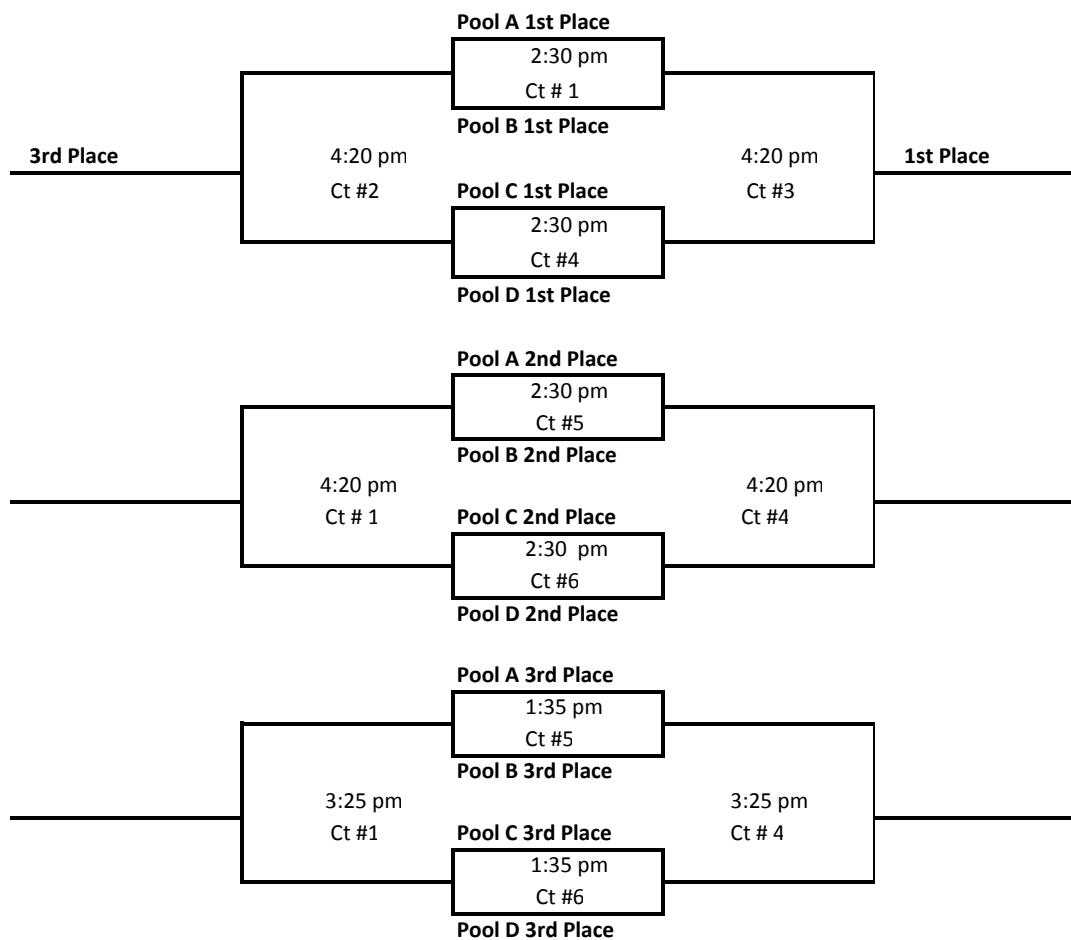 Pool A 1st Place
2:30 pm
Ct # 1
Pool B 1st Place
3rd Place
4:20 pm
4:20 pm
1st Place
Ct #2
Pool C 1st Place
Ct #3
2:30 pm
Ct #4
Pool D 1st Place
Pool A 2nd Place
2:30 pm
Ct #5
Pool B 2nd Place
4:20 pm
4:20 pm
Ct # 1
Pool C 2nd Place
Ct #4
2:30  pm
Ct #6
Pool D 2nd Place
Pool A 3rd Place
1:35 pm
Ct #5
Pool B 3rd Place
3:25 pm
3:25 pm
Ct #1
Pool C 3rd Place
Ct # 4
1:35 pm
Ct #6
Pool D 3rd Place